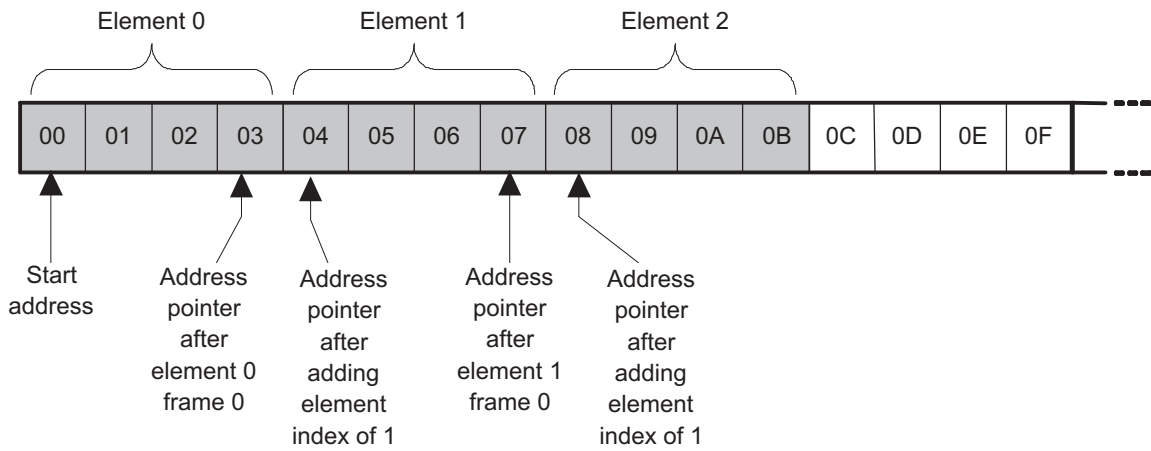 Element 0
Element 1
Element 2
00 01 02 03 04 05 06 07 08 09 0A 0B 0C 0D 0E 0F
Start
address
Address
pointer
after
element 0
frame 0
Address
pointer
after
adding
element
index of 1
Address
pointer
after
element 1
frame 0
Address
pointer
after
adding
element
index of 1